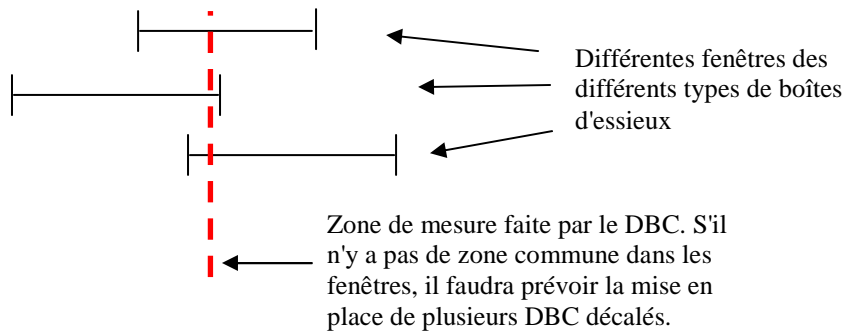 Différentes fenêtres des
différents types de boîtes
d'essieux
Zone de mesure faite par le DBC. S'il
n'y a pas de zone commune dans les
fenêtres, il faudra prévoir la mise en
place de plusieurs DBC décalés.